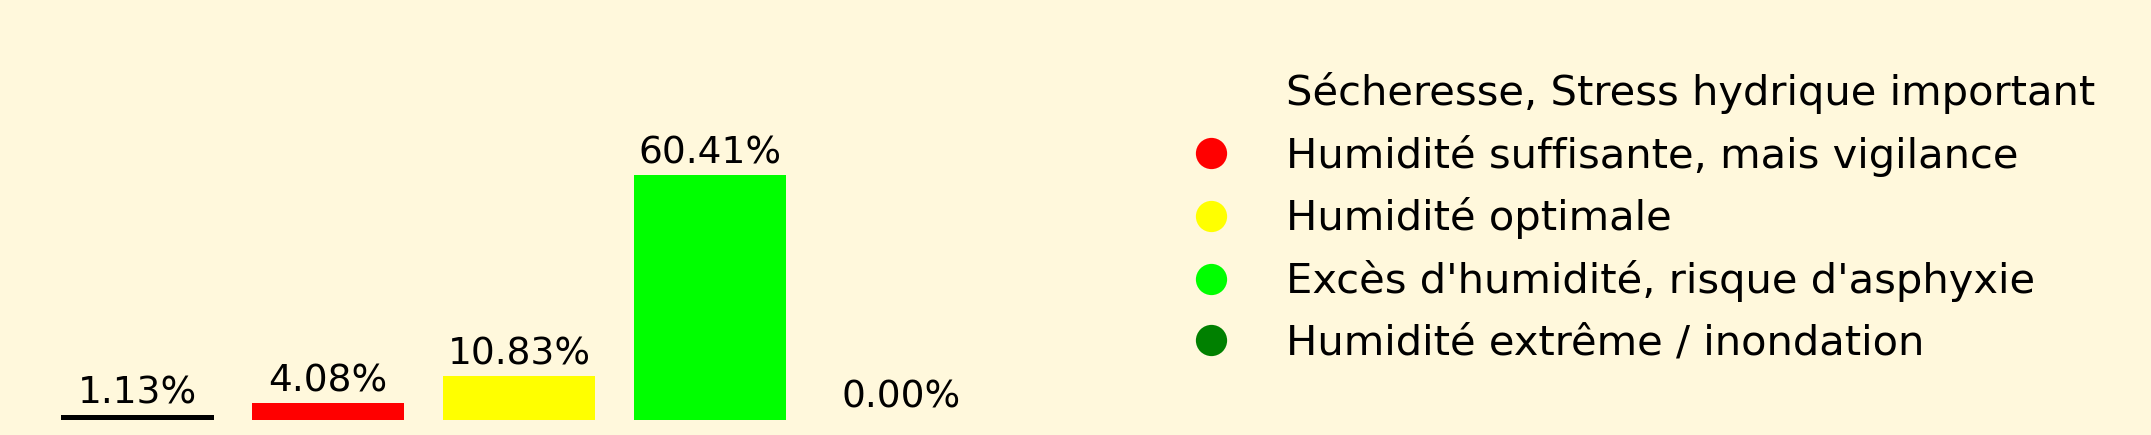 1.13%
4.08%
10.83%
60.41%
0.00%
Sécheresse, Stress hydrique important
Humidité suffisante, mais vigilance
Humidité optimale
Excès d'humidité, risque d'asphyxie
Humidité extrême / inondation